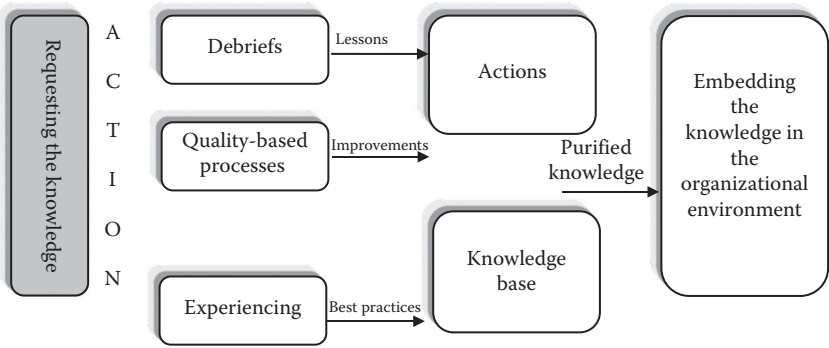 Requesting the knowledge
A
C
T
I
O
N
Debriefs
Lessons
Actions
Quality-based
processes
Improvements
Experiencing
Best practices
Knowledge
base
Purified
knowledge
Embedding
the
knowledge in
the
organizational
environment